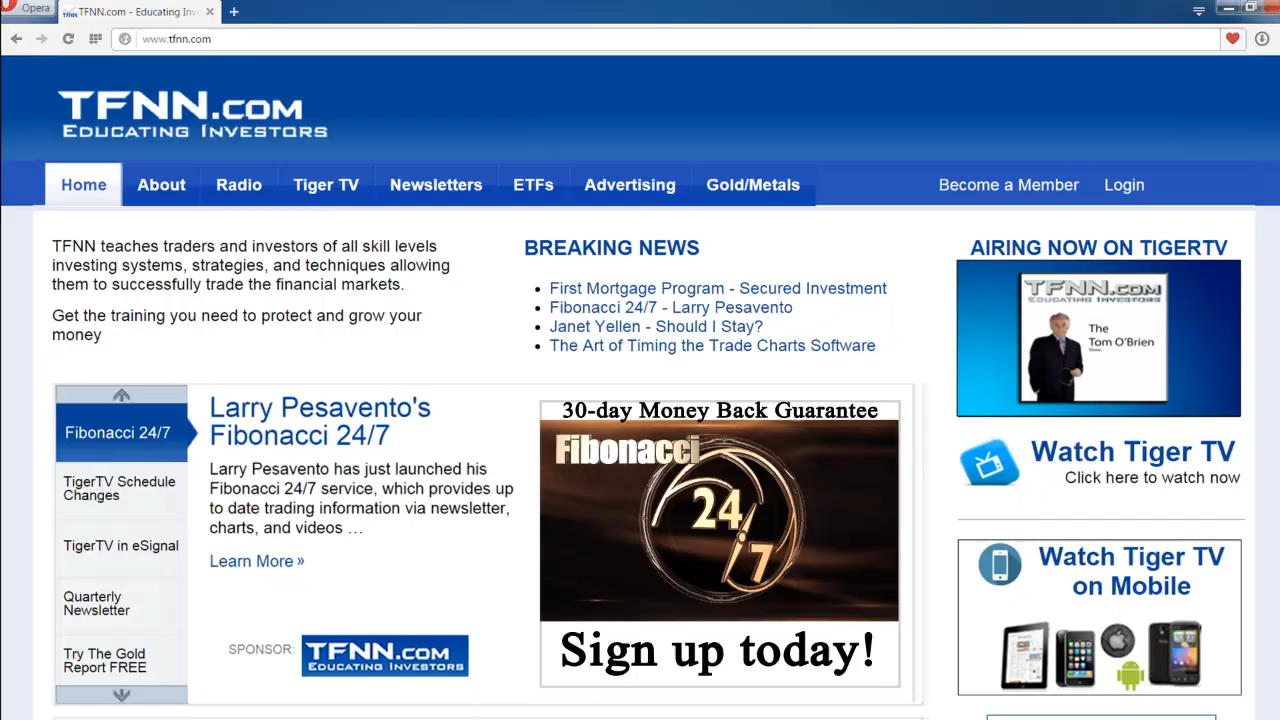 Opera
TFNN.com - Educating Inv
www.tfnn.com
TFNN.COM
EDUCATING INVESTORS
Home
About
Radio
Tiger TV
Newsletters
ETFs
Advertising
Gold/Metals
Become a Member
Login
TFNN teaches traders and investors of all skill levels
investing systems, strategies, and techniques allowing
them to successfully trade the financial markets.
Get the training you need to protect and grow your
money
BREAKING NEWS
First Mortgage Program - Secured Investment
Fibonacci 24/7 - Larry Pesavento
Janet Yellen - Should I Stay?
The Art of Timing the Trade Charts Software
AIRING NOW ON TIGERTV
TFNN.COM
EDUCATING INVESTORS
The
Tom O'Brien
Show
Watch Tiger TV
Click here to watch now
Watch Tiger TV
on Mobile
Fibonacci 24/7
TigerTV Schedule
Changes
TigerTV in eSignal
Quarterly
Newsletter
Try The Gold
Report FREE
Larry Pesavento's
Fibonacci 24/7
Larry Pesavento has just launched his
Fibonacci 24/7 service, which provides up
to date trading information via newsletter,
charts, and videos …
Learn More »
SPONSOR:
TFNN.COM
EDUCATING INVESTORS
30-day Money Back Guarantee
Fibonacci
24
7
Sign up today!